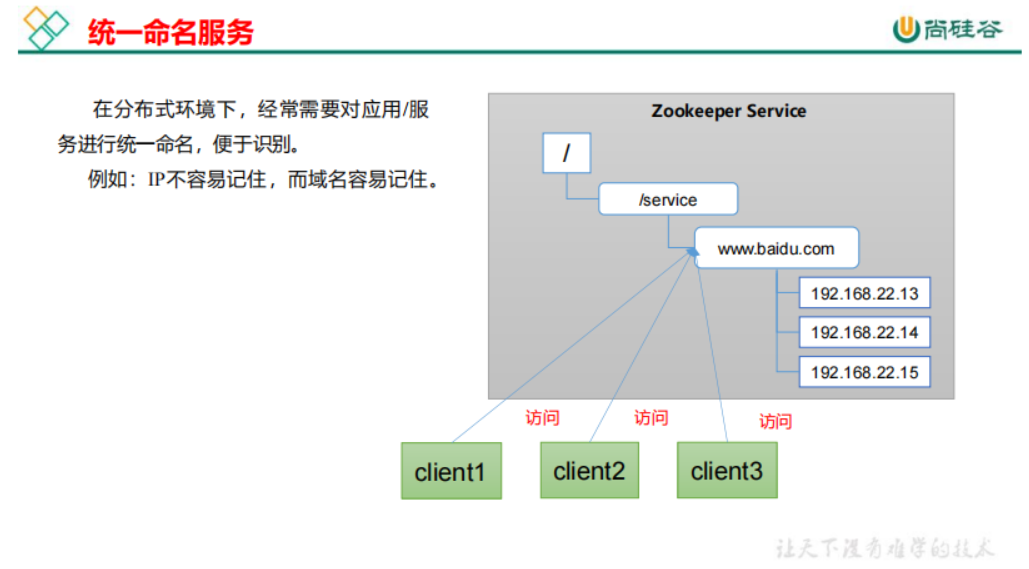 统一命名服务
尚硅谷
在分布式环境下，经常需要对应用/服
务进行统一命名，便于识别。
例如：IP不容易记住，而域名容易记住。
Zookeeper Service
/
/service
www.baidu.com
192.168.22.13
192.168.22.14
192.168.22.15
访问
访问
访问
client1
client2
client3
让天下没有难学的技术